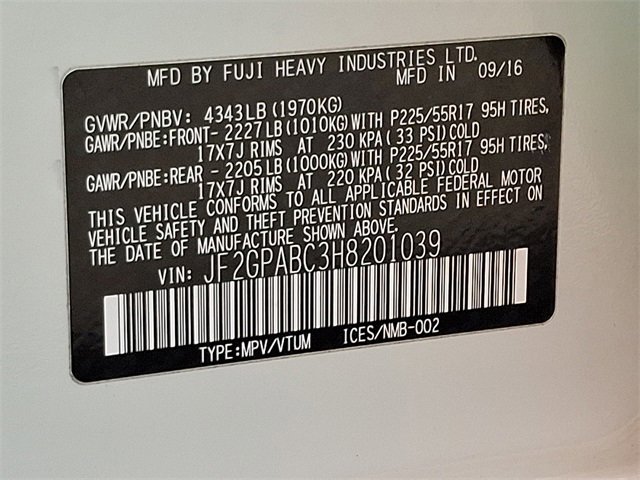 MFD BY FUJI HEAVY INDUSTRIES LTD.
MFD IN 09/16
GVWR/PNBV: 4343LB(1970KG)
GAWR/PNBE:FRONT- 2227LB(1010KG)WITH P225/55R17 95H TIRES,
17X7J RIMS AT 230 KPA(33 PSI)COLD
GAWR/PNBE:REAR - 2205LB(1000KG)WITH P225/55R17 95H TIRES,
17X7J RIMS AT 220 KPA(32 PSI)COLD
THIS VEHICLE CONFORMS TO ALL APPLICABLE FEDERAL MOTOR
VEHICLE SAFETY AND THEFT PREVENTION STANDARDS IN EFFECT ON
THE DATE OF MANUFACTURE SHOWN ABOVE.
VIN: JF2GPABC3H8201039
TYPE:MPV/VTUM ICES/NMB-002